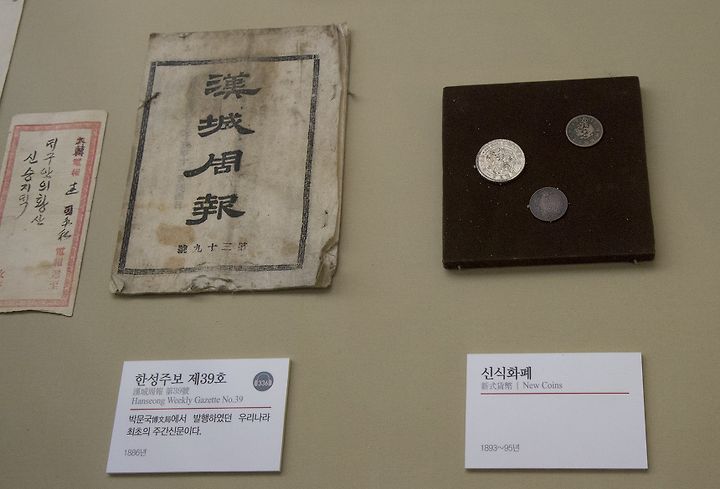 漢城周報
號九十三第
한성주보 제39호
漢城周報 第39號
Hanseong Weekly Gazette No.39
박문국博文局에서 발행하였던 우리나라
최초의 주간신문이다.
1886년
신식화폐
新式貨幣 | New Coins
1893~95년